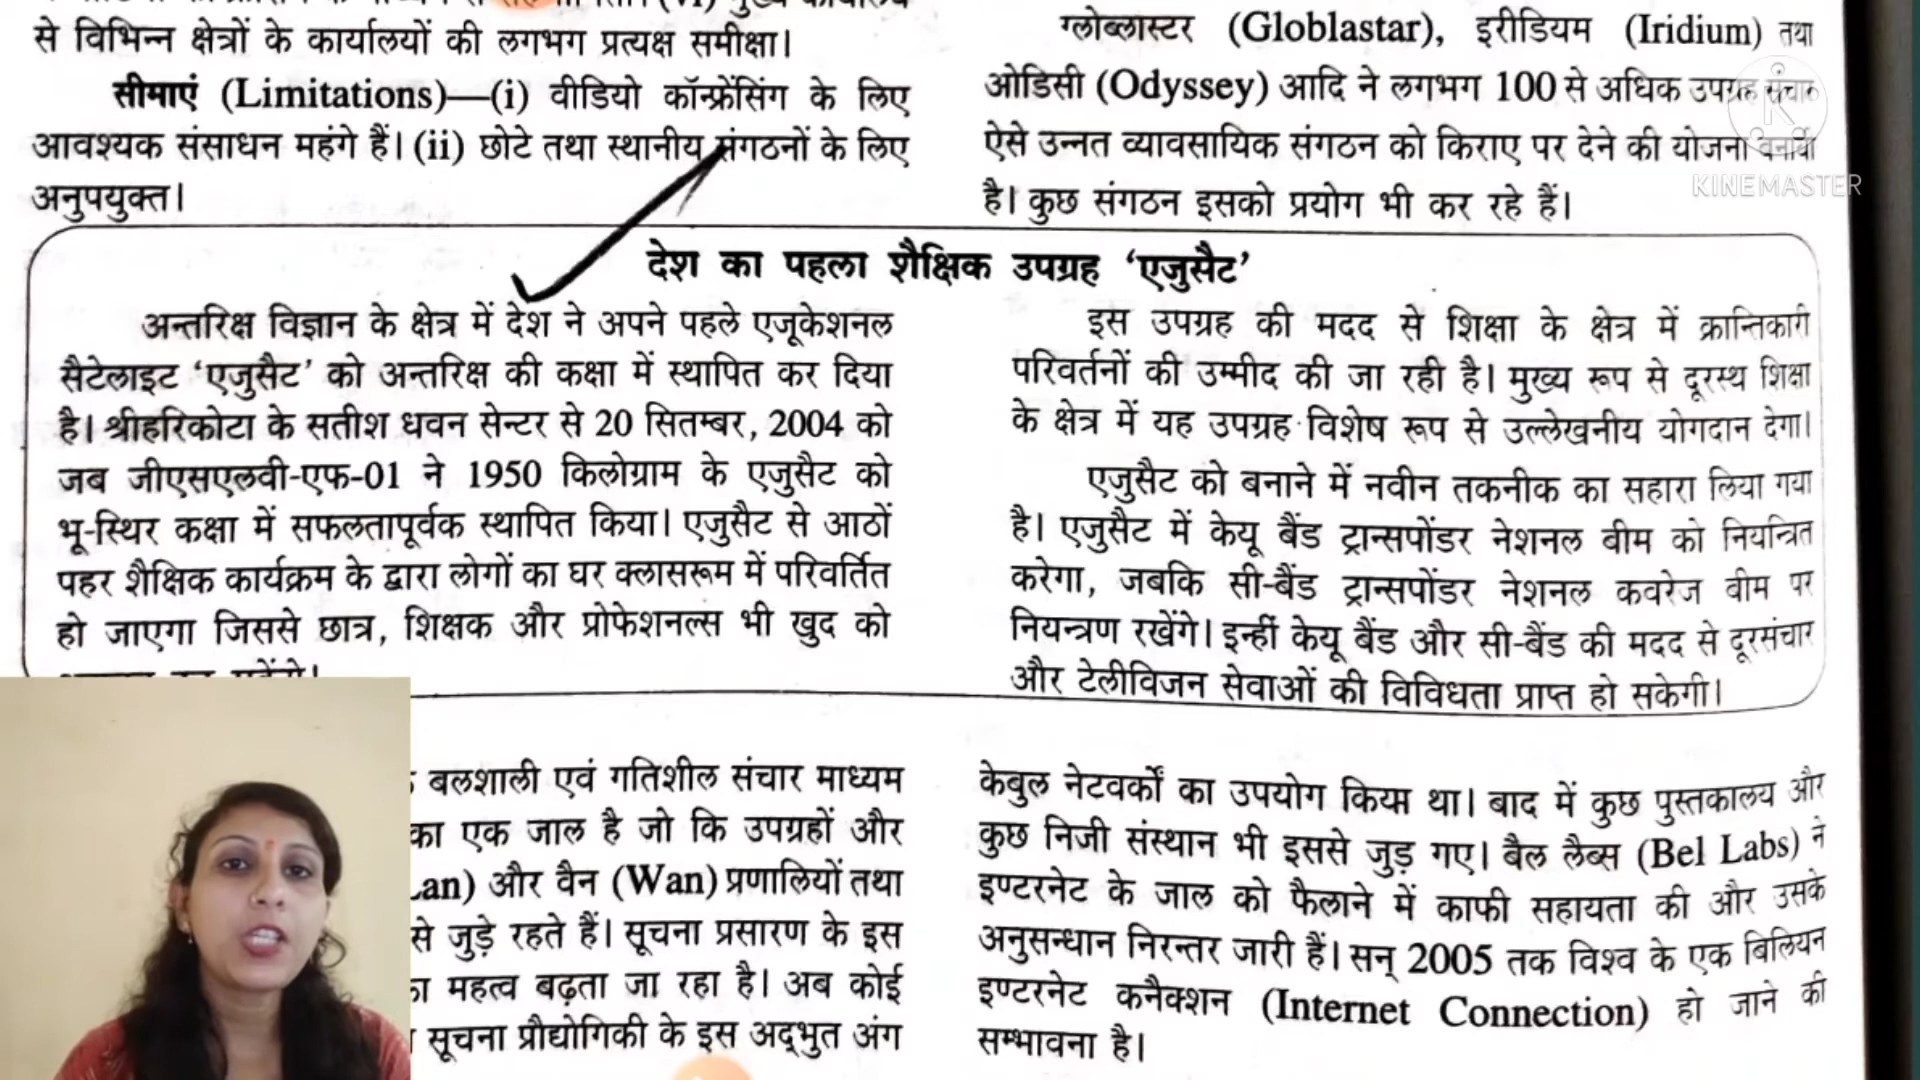 से विभिन्न क्षेत्रों के कार्यालयों की लगभग प्रत्यक्ष समीक्षा।
सीमाएं (Limitations)—(i) वीडियो कॉन्फ्रेंसिंग के लिए
आवश्यक संसाधन महंगे हैं। (ii) छोटे तथा स्थानीय संगठनों के लिए
अनुपयुक्त।
ग्लोब्लास्टर (Globlastar), इरीडियम (Iridium) तथा
ओडिसी (Odyssey) आदि ने लगभग 100 से अधिक उपग्रह संचार
ऐसे उन्नत व्यावसायिक संगठन को किराए पर देने की योजना बनायी
है। कुछ संगठन इसको प्रयोग भी कर रहे हैं।
KINEMASTER
देश का पहला शैक्षिक उपग्रह ‘एजुसैट’
अन्तरिक्ष विज्ञान के क्षेत्र में देश ने अपने पहले एजूकेशनल
सैटेलाइट ‘एजुसैट’ को अन्तरिक्ष की कक्षा में स्थापित कर दिया
है। श्रीहरिकोटा के सतीश धवन सेन्टर से 20 सितम्बर, 2004 को
जब जीएसएलवी-एफ-01 ने 1950 किलोग्राम के एजुसैट को
भू-स्थिर कक्षा में सफलतापूर्वक स्थापित किया। एजुसैट से आठों
पहर शैक्षिक कार्यक्रम के द्वारा लोगों का घर क्लासरूम में परिवर्तित
हो जाएगा जिससे छात्र, शिक्षक और प्रोफेशनल्स भी खुद को
इस उपग्रह की मदद से शिक्षा के क्षेत्र में क्रान्तिकारी
परिवर्तनों की उम्मीद की जा रही है। मुख्य रूप से दूरस्थ शिक्षा
के क्षेत्र में यह उपग्रह विशेष रूप से उल्लेखनीय योगदान देगा।
एजुसैट को बनाने में नवीन तकनीक का सहारा लिया गया
है। एजुसैट में केयू बैंड ट्रान्सपोंडर नेशनल बीम को नियन्त्रित
करेगा, जबकि सी-बैंड ट्रान्सपोंडर नेशनल कवरेज बीम पर
नियन्त्रण रखेंगे। इन्हीं केयू बैंड और सी-बैंड की मदद से दूरसंचार
और टेलीविजन सेवाओं की विविधता प्राप्त हो सकेगी।
बलशाली एवं गतिशील संचार माध्यम
का एक जाल है जो कि उपग्रहों और
Lan) और वैन (Wan) प्रणालियों तथा
से जुड़े रहते हैं। सूचना प्रसारण के इस
महत्व बढ़ता जा रहा है। अब कोई
सूचना प्रौद्योगिकी के इस अद्भुत अंग
केबुल नेटवर्कों का उपयोग किया था। बाद में कुछ पुस्तकालय और
कुछ निजी संस्थान भी इससे जुड़ गए। बैल लैब्स (Bel Labs) ने
इण्टरनेट के जाल को फैलाने में काफी सहायता की और उसके
अनुसन्धान निरन्तर जारी हैं। सन् 2005 तक विश्व के एक बिलियन
इण्टरनेट कनैक्शन (Internet Connection) हो जाने की
सम्भावना है।